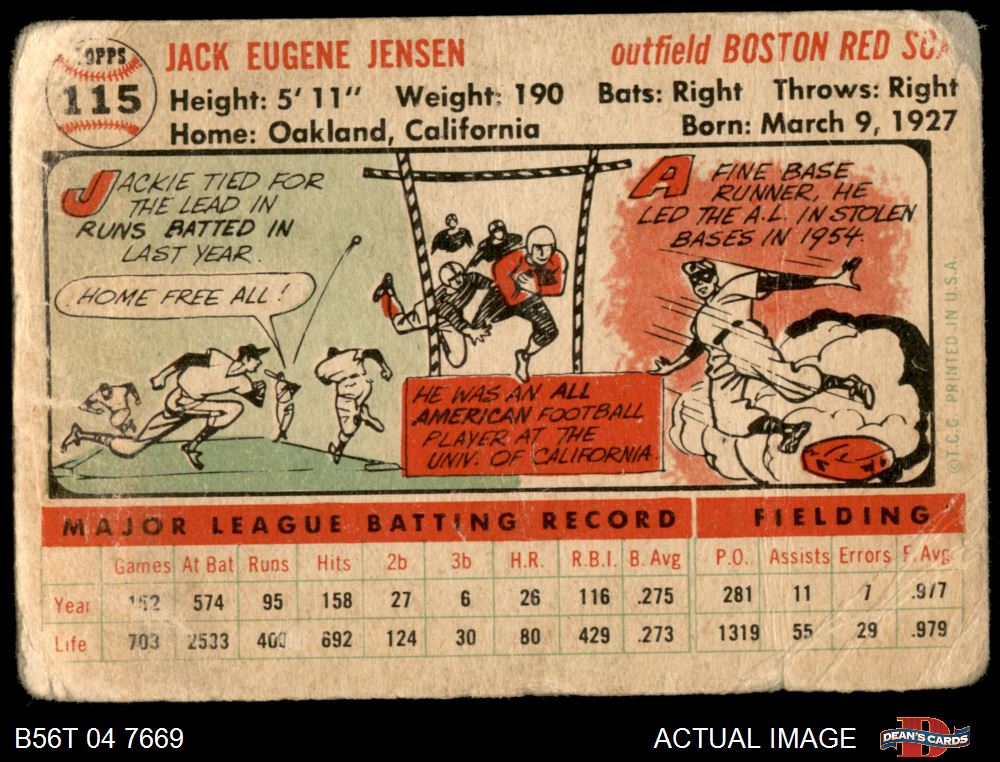 TOPPS
115
JACK EUGENE JENSEN
outfield BOSTON RED SOX
Height: 5' 11" Weight: 190 Bats: Right Throws: Right
Home: Oakland, California Born: March 9, 1927
JACKIE TIED FOR
THE LEAD IN
RUNS BATTED IN
LAST YEAR.
HOME FREE ALL!
HE WAS AN ALL
AMERICAN FOOTBALL
PLAYER AT THE
UNIV. OF CALIFORNIA.
A FINE BASE
RUNNER, HE
LED THE A.L. IN STOLEN
BASES IN 1954.
©T.C.G. PRINTED IN U.S.A.
MAJOR LEAGUE BATTING RECORD FIELDING
Games At Bat Runs Hits 2b 3b H.R. R.B.I. B. Avg P.O. Assists Errors F. Avg
Year 152 574 95 158 27 6 26 116 .275 281 11 7 .977
Life 703 2533 692 124 30 80 429 .273 1319 55 29 .979
B56T 04 7669
ACTUAL IMAGE
D
DEAN'S CARDS